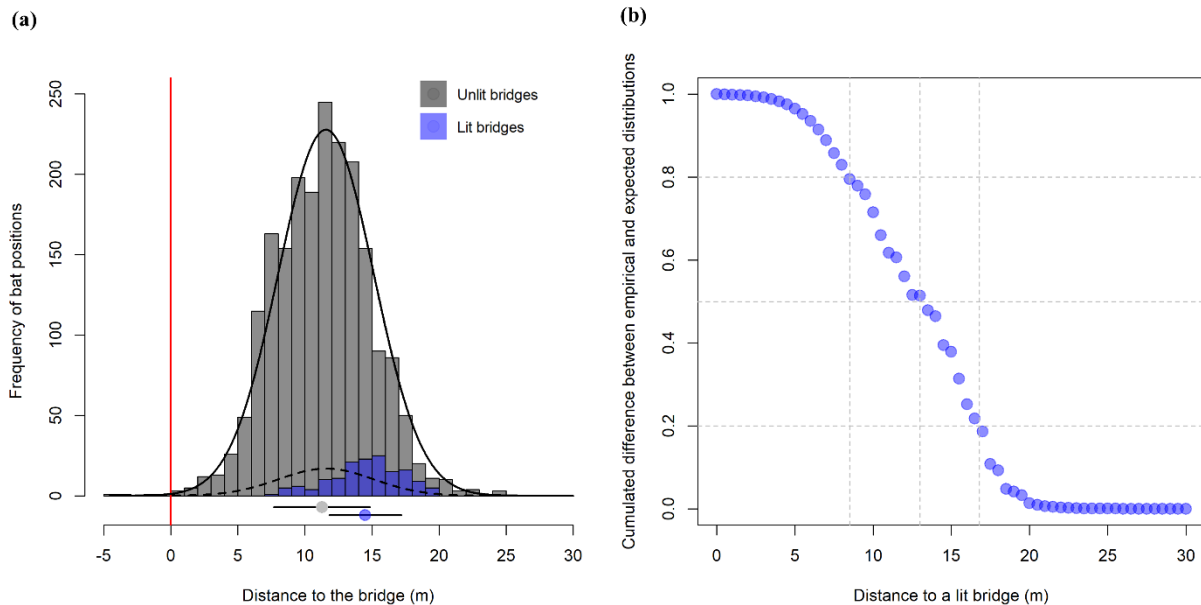 (a)
Frequency of bat positions
250
200
150
100
50
0
Unlit bridges
Lit bridges
-5 0 5 10 15 20 25 30
Distance to the bridge (m)
(b)
Cumulated difference between empirical and expected distributions
1.0
0.8
0.6
0.4
0.2
0.0
0 5 10 15 20 25 30
Distance to a lit bridge (m)